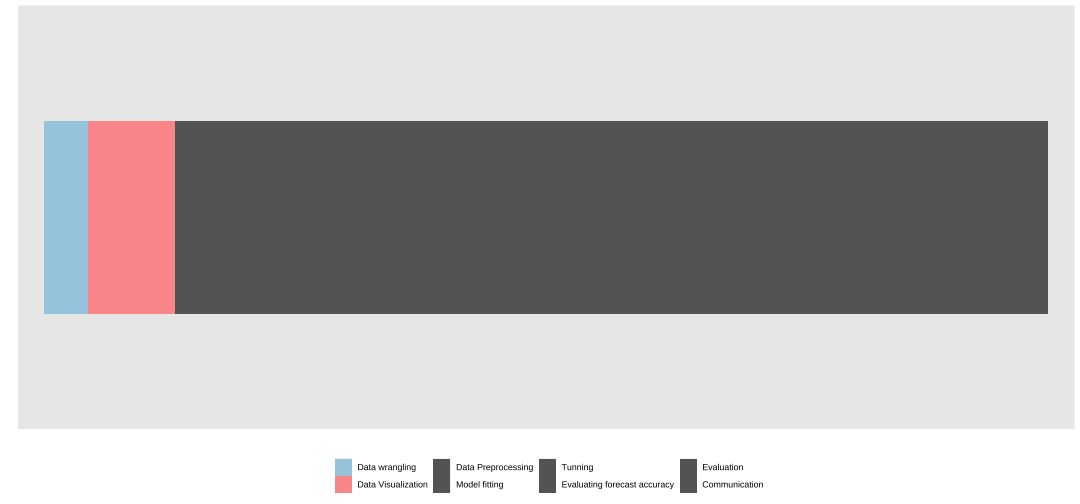 Data wrangling
Data Visualization
Data Preprocessing
Model fitting
Tunning
Evaluating forecast accuracy
Evaluation
Communication